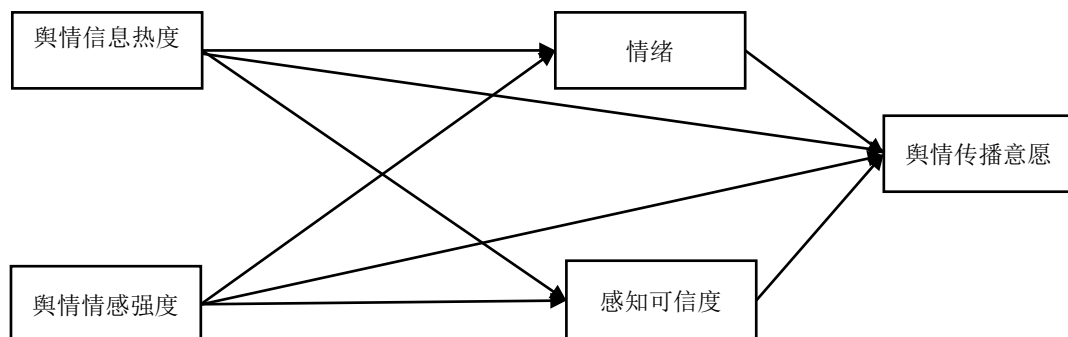 舆情信息热度
情绪
舆情传播意愿
舆情情感强度
感知可信度